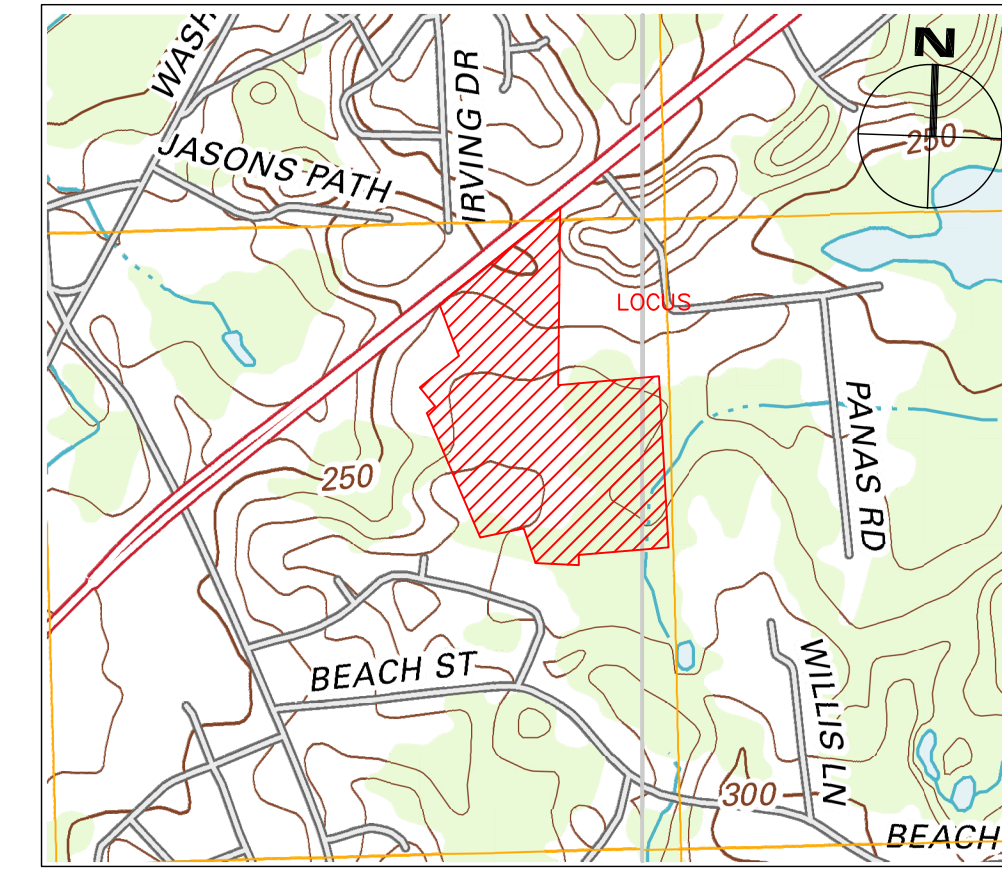 WASH
N
IRVING DR
JASONS PATH
250
LOCUS
PANAS RD
250
BEACH ST
WILLIS LN
300
BEACH